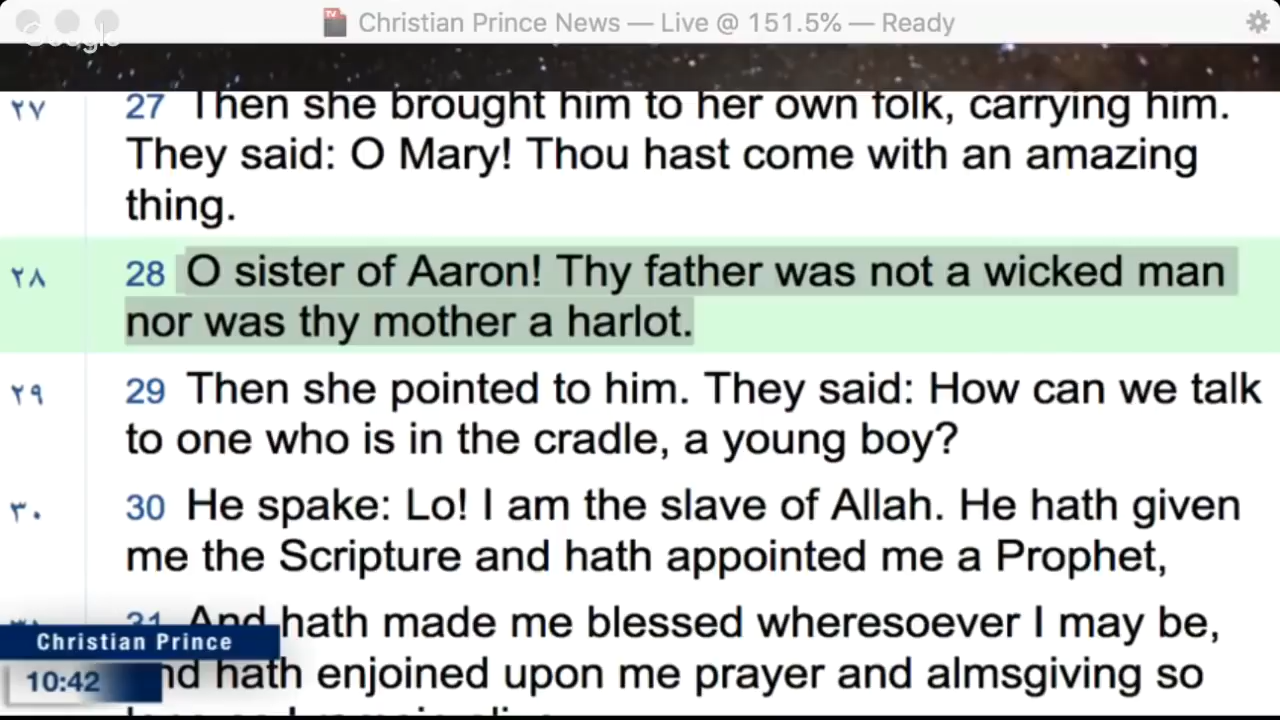 Christian Prince News — Live @ 151.5% — Ready
Google
٢٧ 27 Then she brought him to her own folk, carrying him.
They said: O Mary! Thou hast come with an amazing
thing.
٢٨ 28 O sister of Aaron! Thy father was not a wicked man
nor was thy mother a harlot.
٢٩ 29 Then she pointed to him. They said: How can we talk
to one who is in the cradle, a young boy?
٣٠ 30 He spake: Lo! I am the slave of Allah. He hath given
me the Scripture and hath appointed me a Prophet,
31 And hath made me blessed wheresoever I may be,
Christian Prince
hath enjoined upon me prayer and almsgiving so
10:42